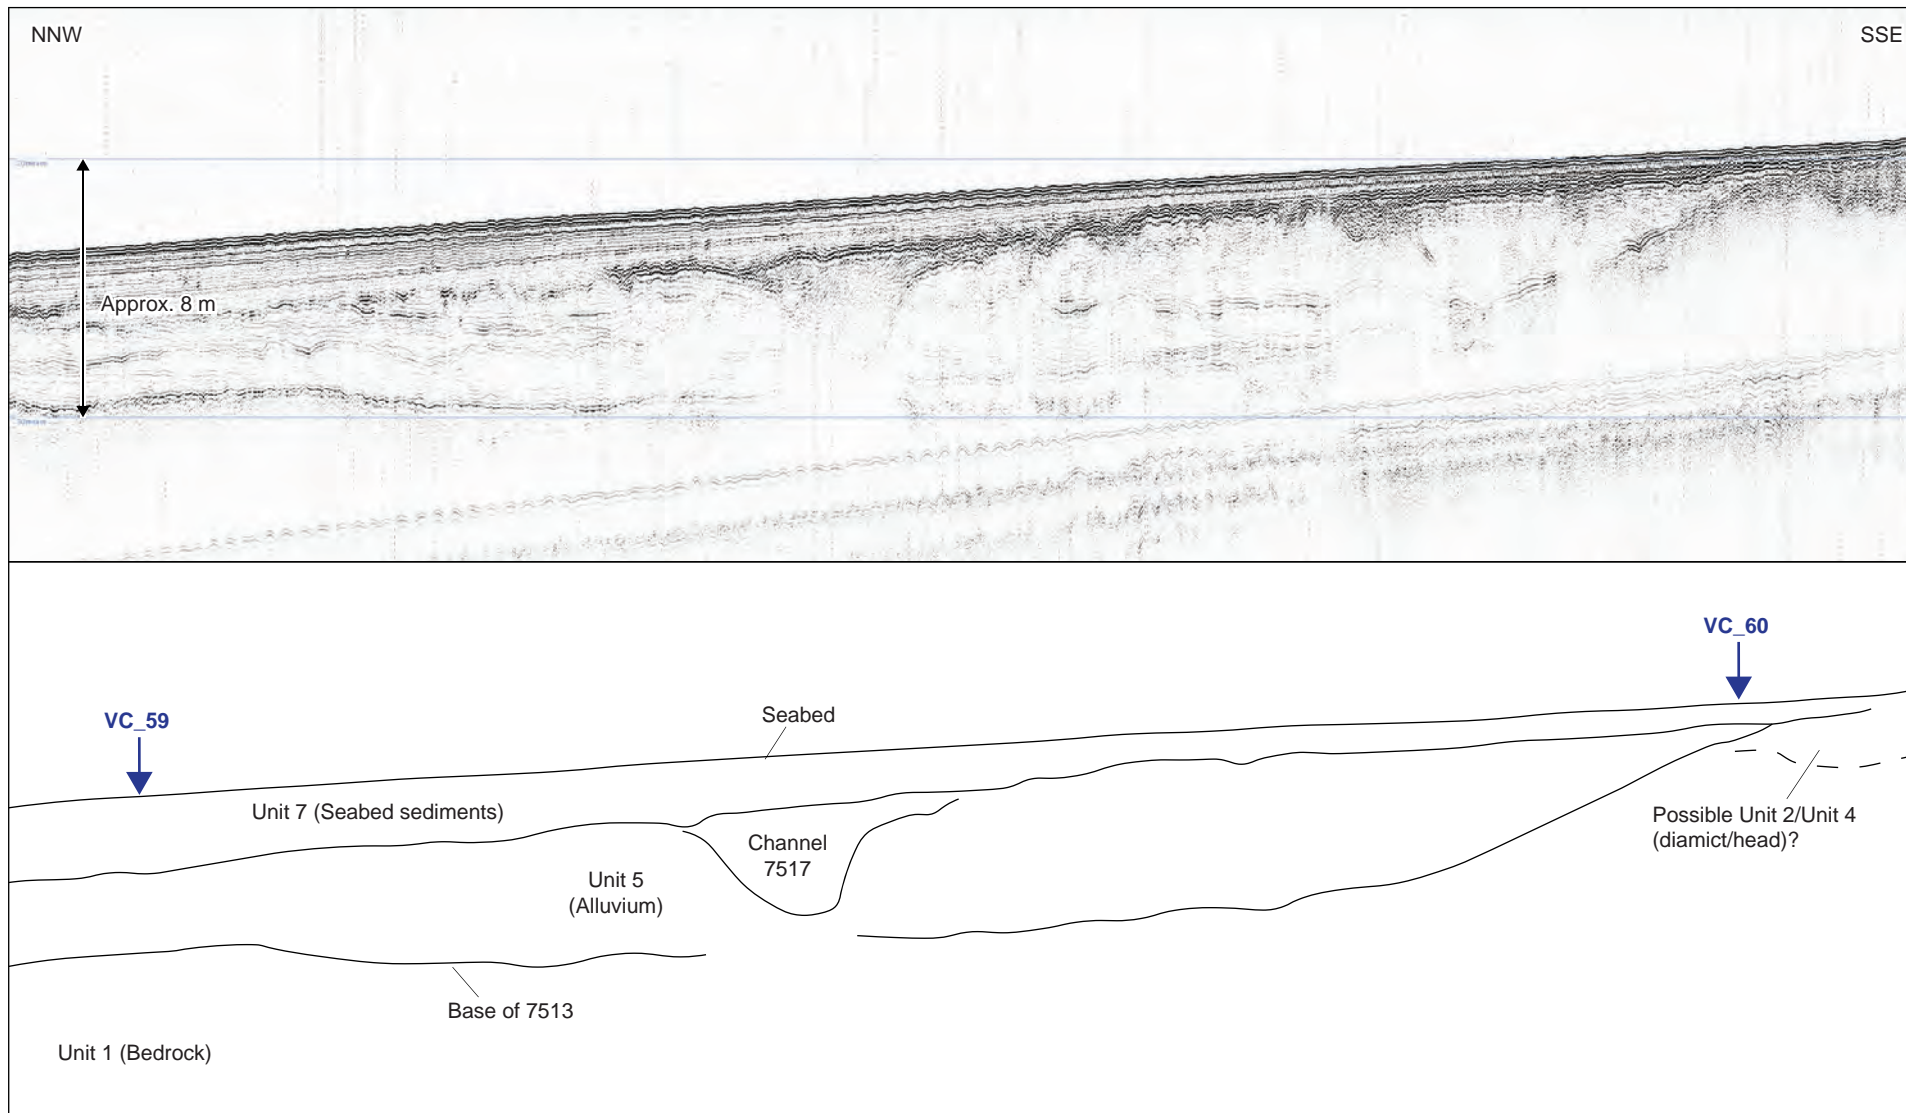 NNW
SSE
Approx. 8 m
VC_60
VC_59
Seabed
Unit 7 (Seabed sediments)
Possible Unit 2/Unit 4
(diamict/head)?
Channel
7517
Unit 5
(Alluvium)
Base of 7513
Unit 1 (Bedrock)